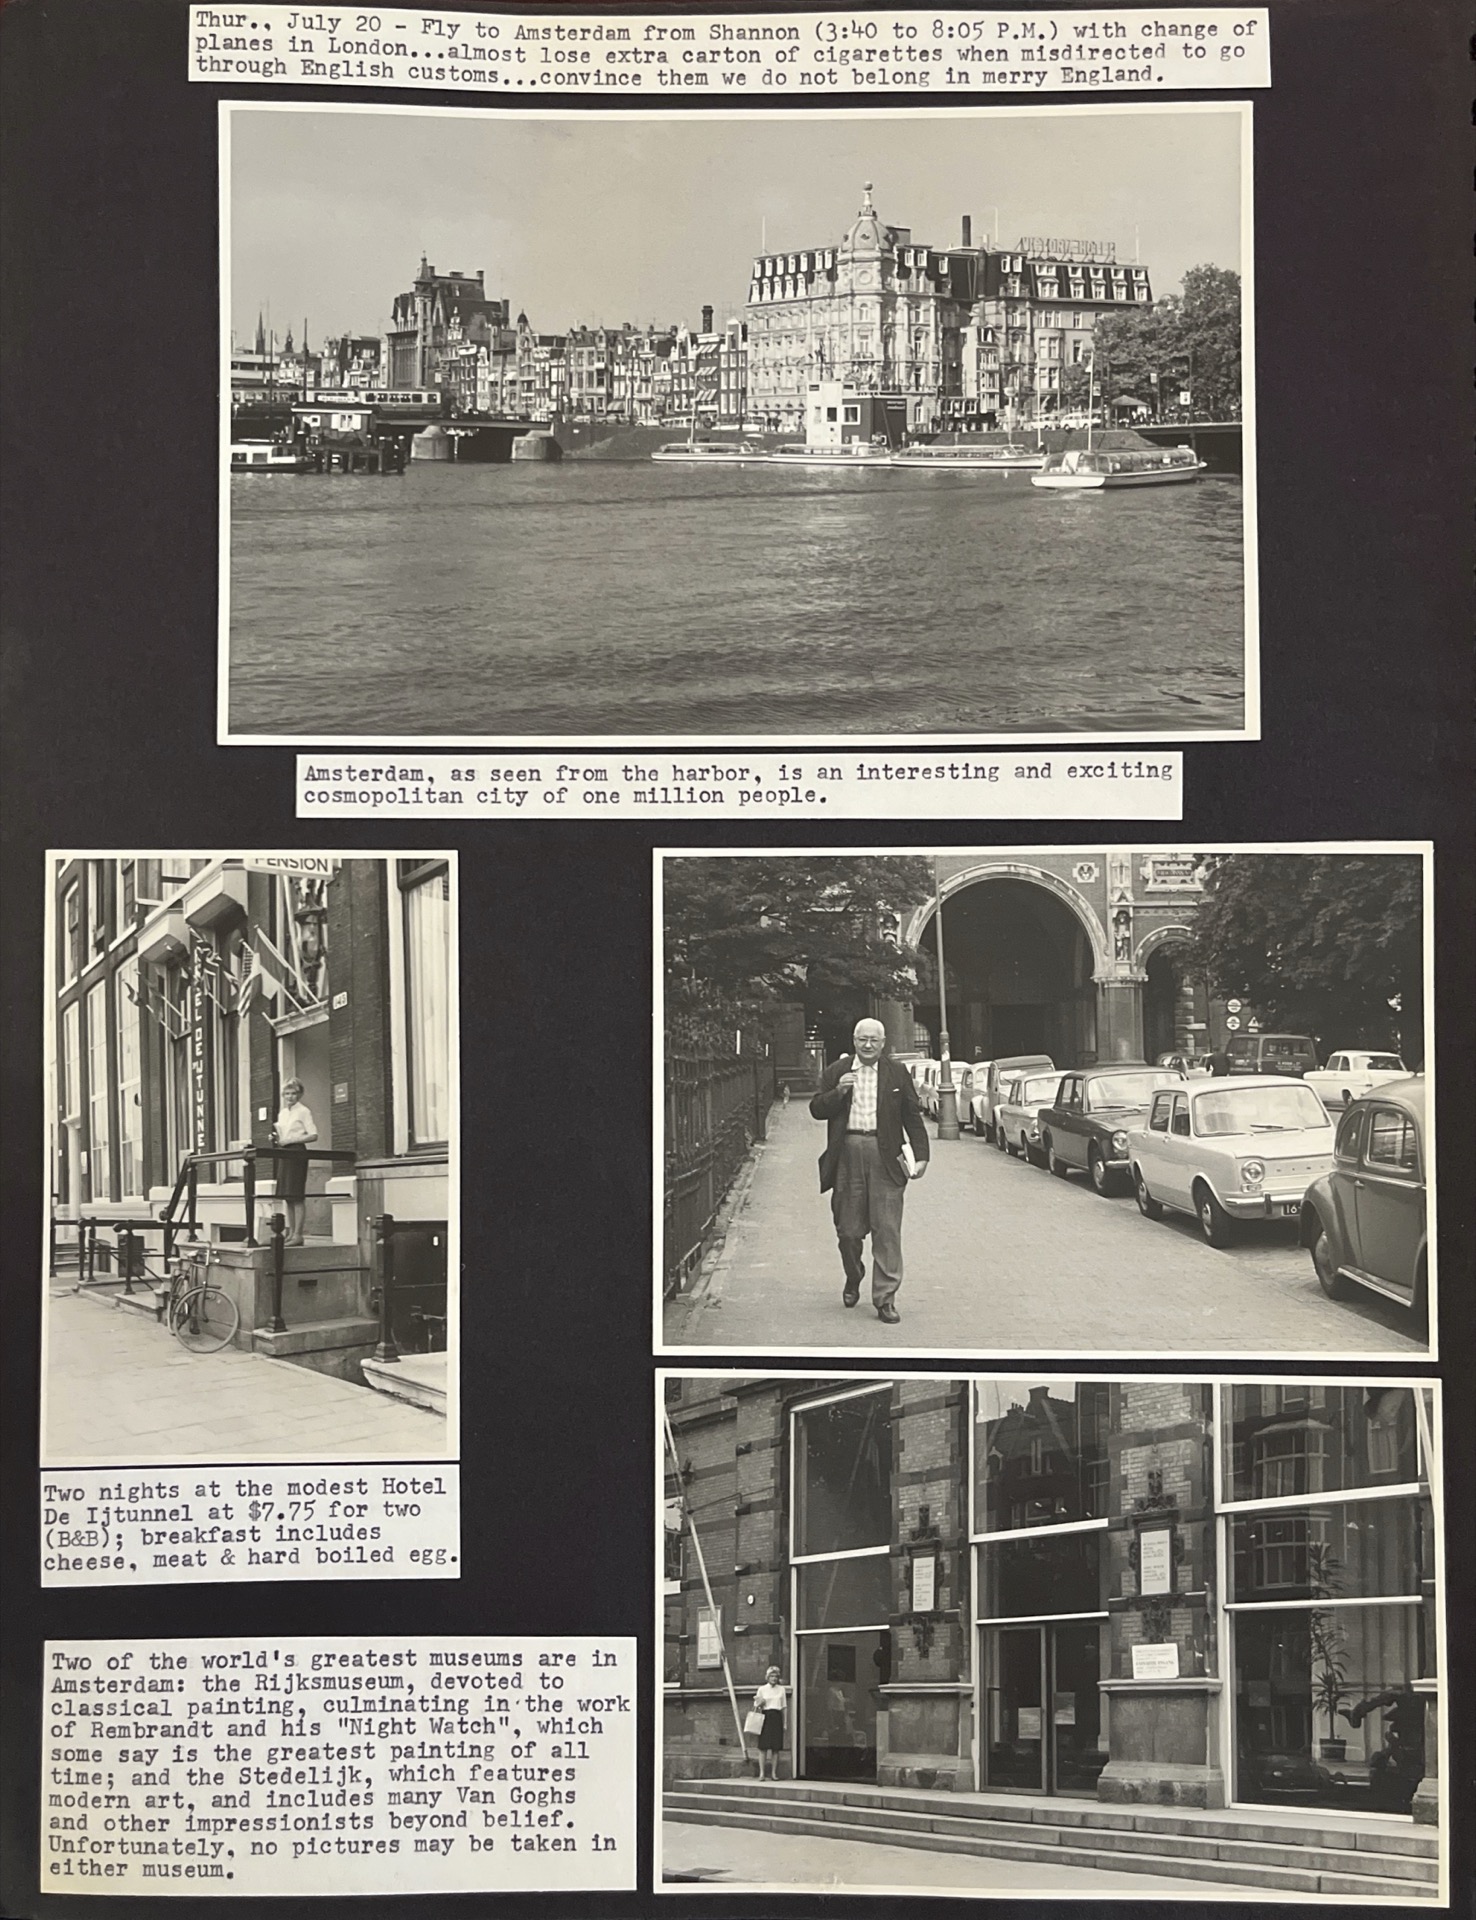 Thur., July 20 - Fly to Amsterdam from Shannon (3:40 to 8:05 P.M.) with change of
planes in London...almost lose extra carton of cigarettes when misdirected to go
through English customs...convince them we do not belong in merry England.
VICTORIA HOTEL
Amsterdam, as seen from the harbor, is an interesting and exciting
cosmopolitan city of one million people.
PENSION
HOTEL DE IJTUNNEL
Two nights at the modest Hotel
De Ijtunnel at $7.75 for two
(B&B); breakfast includes
cheese, meat & hard boiled egg.
Two of the world's greatest museums are in
Amsterdam: the Rijksmuseum, devoted to
classical painting, culminating in the work
of Rembrandt and his "Night Watch", which
some say is the greatest painting of all
time; and the Stedelijk, which features
modern art, and includes many Van Goghs
and other impressionists beyond belief.
Unfortunately, no pictures may be taken in
either museum.